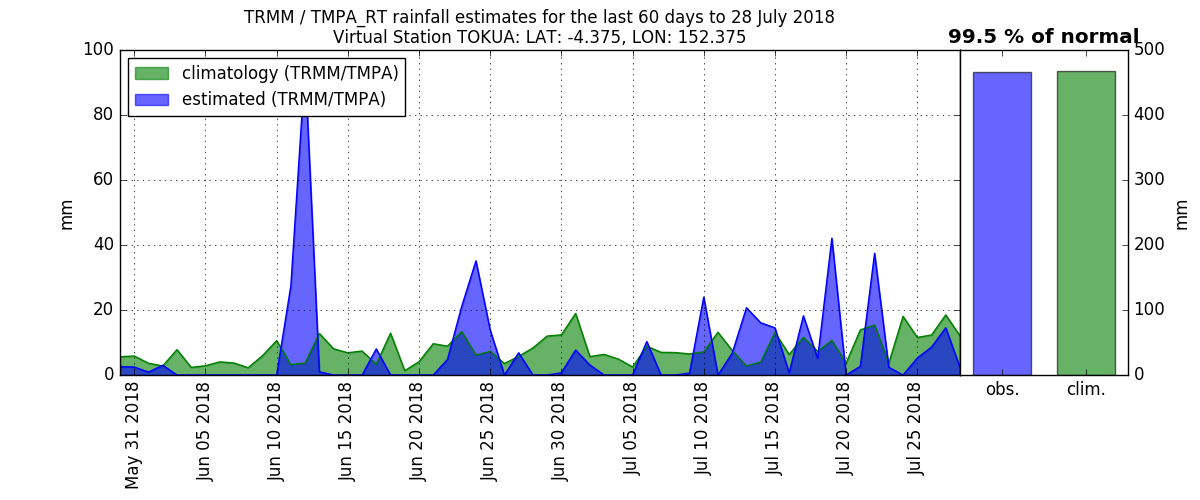 TRMM / TMPA_RT rainfall estimates for the last 60 days to 28 July 2018
Virtual Station TOKUA: LAT: -4.375, LON: 152.375
99.5 % of normal
climatology (TRMM/TMPA)
estimated (TRMM/TMPA)
100
80
60
40
20
0
mm
500
400
300
200
100
0
mm
May 31 2018
Jun 05 2018
Jun 10 2018
Jun 15 2018
Jun 20 2018
Jun 25 2018
Jun 30 2018
Jul 05 2018
Jul 10 2018
Jul 15 2018
Jul 20 2018
Jul 25 2018
obs.
clim.